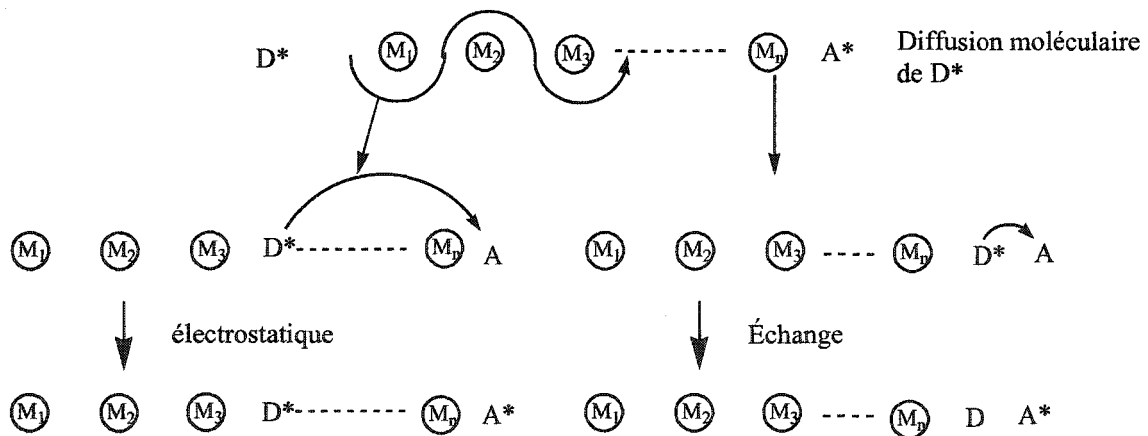 D* M₁ M₂ M₃ Mₙ A* Diffusion moléculaire
de D*
M₁ M₂ M₃ D* Mₙ A M₁ M₂ M₃ Mₙ D* A
électrostatique Échange
M₁ M₂ M₃ D* Mₙ A* M₁ M₂ M₃ Mₙ D A*